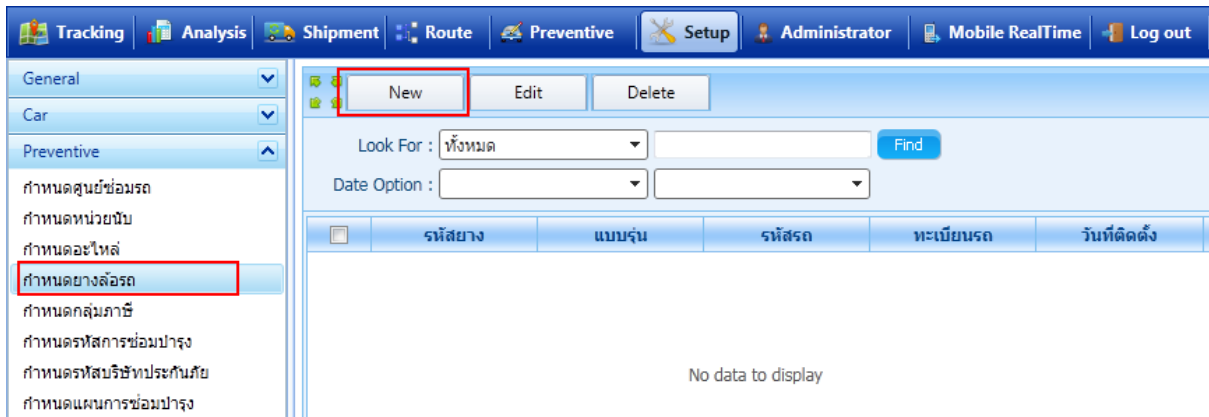 Tracking Analysis Shipment Route Preventive Setup Administrator Mobile RealTime Log out
General
Car
Preventive
กำหนดศูนย์ซ่อมรถ
กำหนดหน่วยนับ
กำหนดอะไหล่
กำหนดยางล้อรถ
กำหนดกลุ่มภาษี
กำหนดรหัสการซ่อมบำรุง
กำหนดรหัสบริษัทประกันภัย
กำหนดแผนการซ่อมบำรุง
New Edit Delete
Look For : ทั้งหมด Find
Date Option :
รหัสยาง แบบรุ่น รหัสรถ ทะเบียนรถ วันที่ติดตั้ง
No data to display